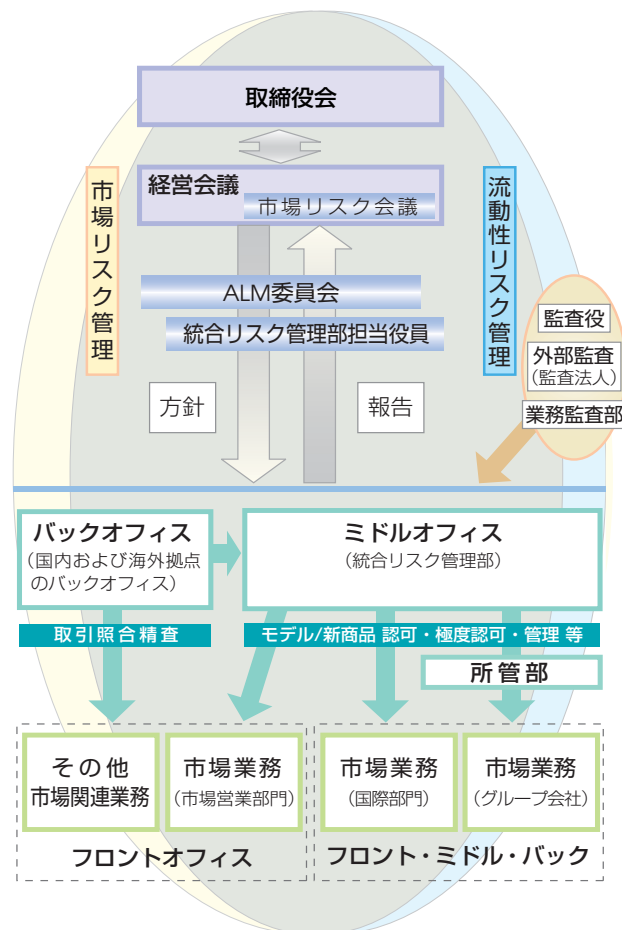 取締役会
経営会議
市場リスク会議
市場リスク管理
流動性リスク管理
ALM委員会
統合リスク管理部担当役員
監査役
外部監査
(監査法人)
業務監査部
方針
報告
バックオフィス
(国内および海外拠点
のバックオフィス)
ミドルオフィス
(統合リスク管理部)
取引照合精査
モデル/新商品 認可・極度認可・管理 等
所管部
その他
市場関連業務
市場業務
(市場営業部門)
市場業務
(国際部門)
市場業務
(グループ会社)
フロントオフィス
フロント・ミドル・バック